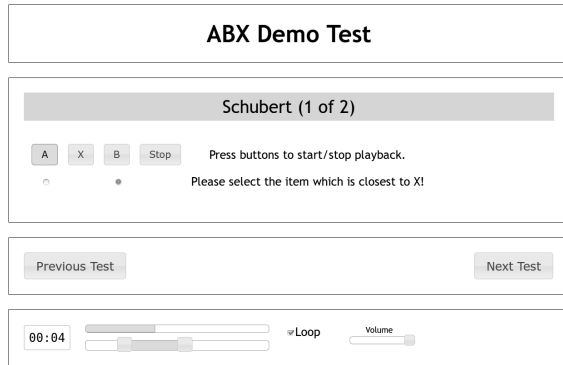 ABX Demo Test
Schubert (1 of 2)
A X B Stop Press buttons to start/stop playback.
Please select the item which is closest to X!
Previous Test Next Test
00:04 Loop Volume